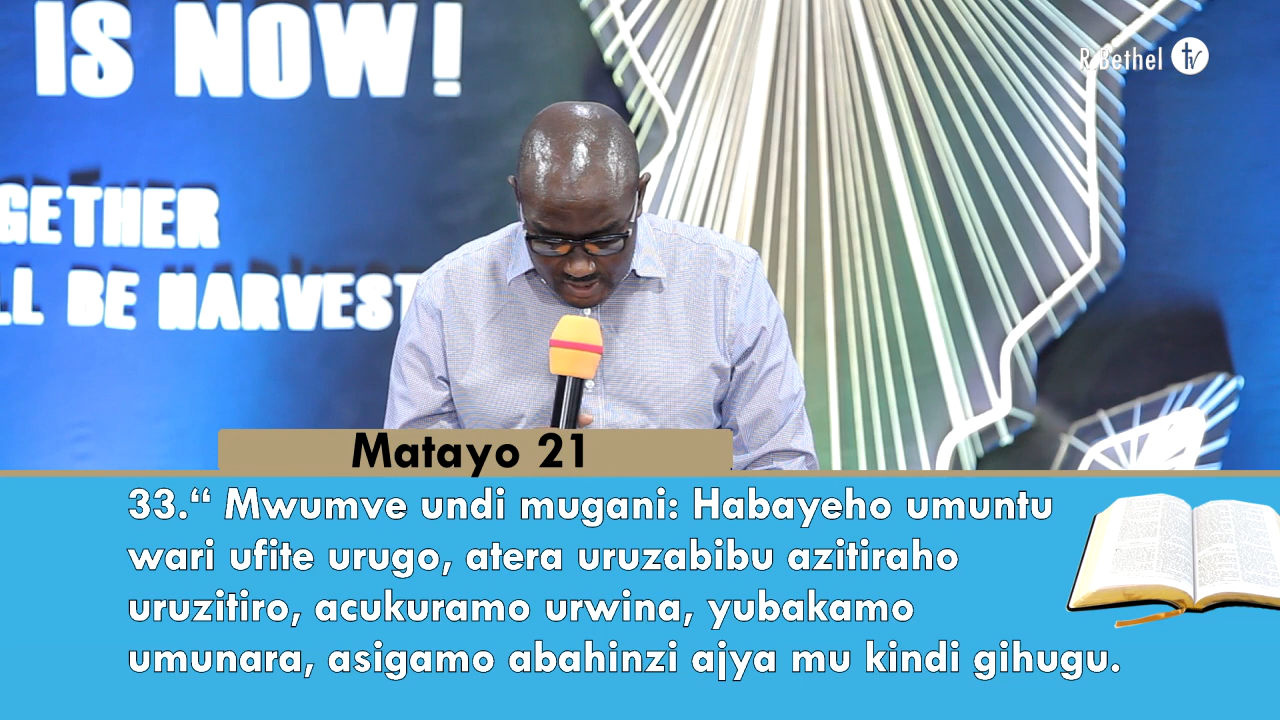 IS NOW!
R Bethel tv
GETHER
LL BE HARVEST
Matayo 21
33.“ Mwumve undi mugani: Habayeho umuntu
wari ufite urugo, atera uruzabibu azitiraho
uruzitiro, acukuramo urwina, yubakamo
umunara, asigamo abahinzi ajya mu kindi gihugu.